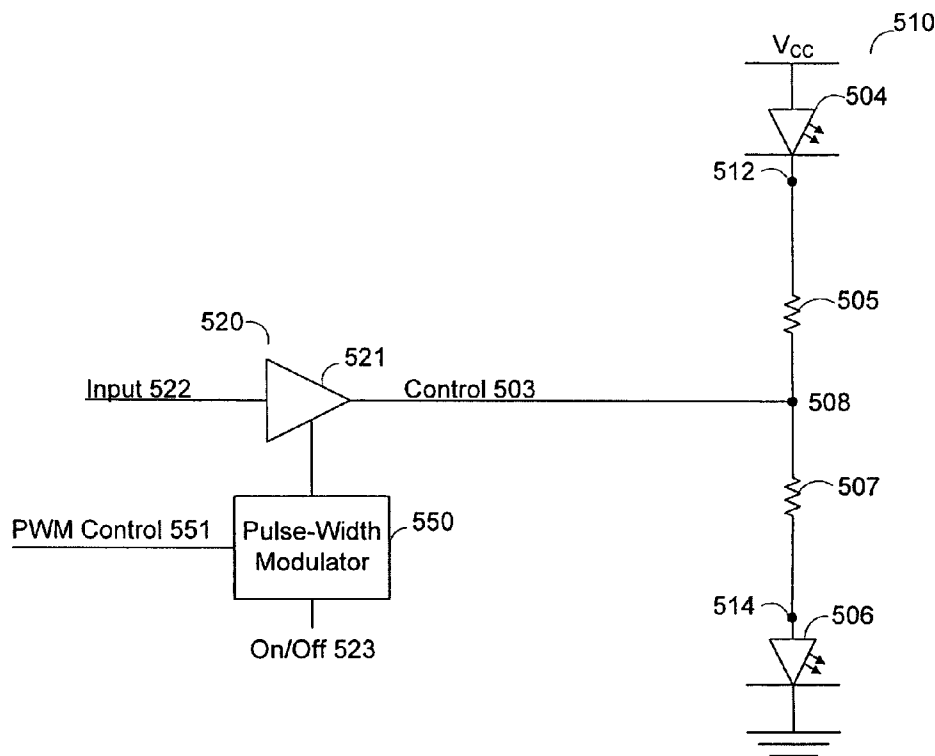 510
VCC
504
512
505
520
521
Input 522
Control 503
508
507
PWM Control 551
Pulse-Width
Modulator
550
514
506
On/Off 523